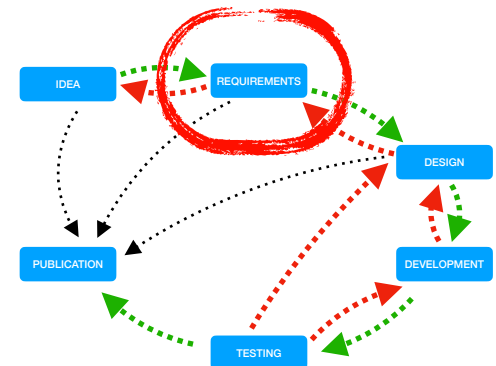 IDEA
REQUIREMENTS
DESIGN
PUBLICATION
DEVELOPMENT
TESTING